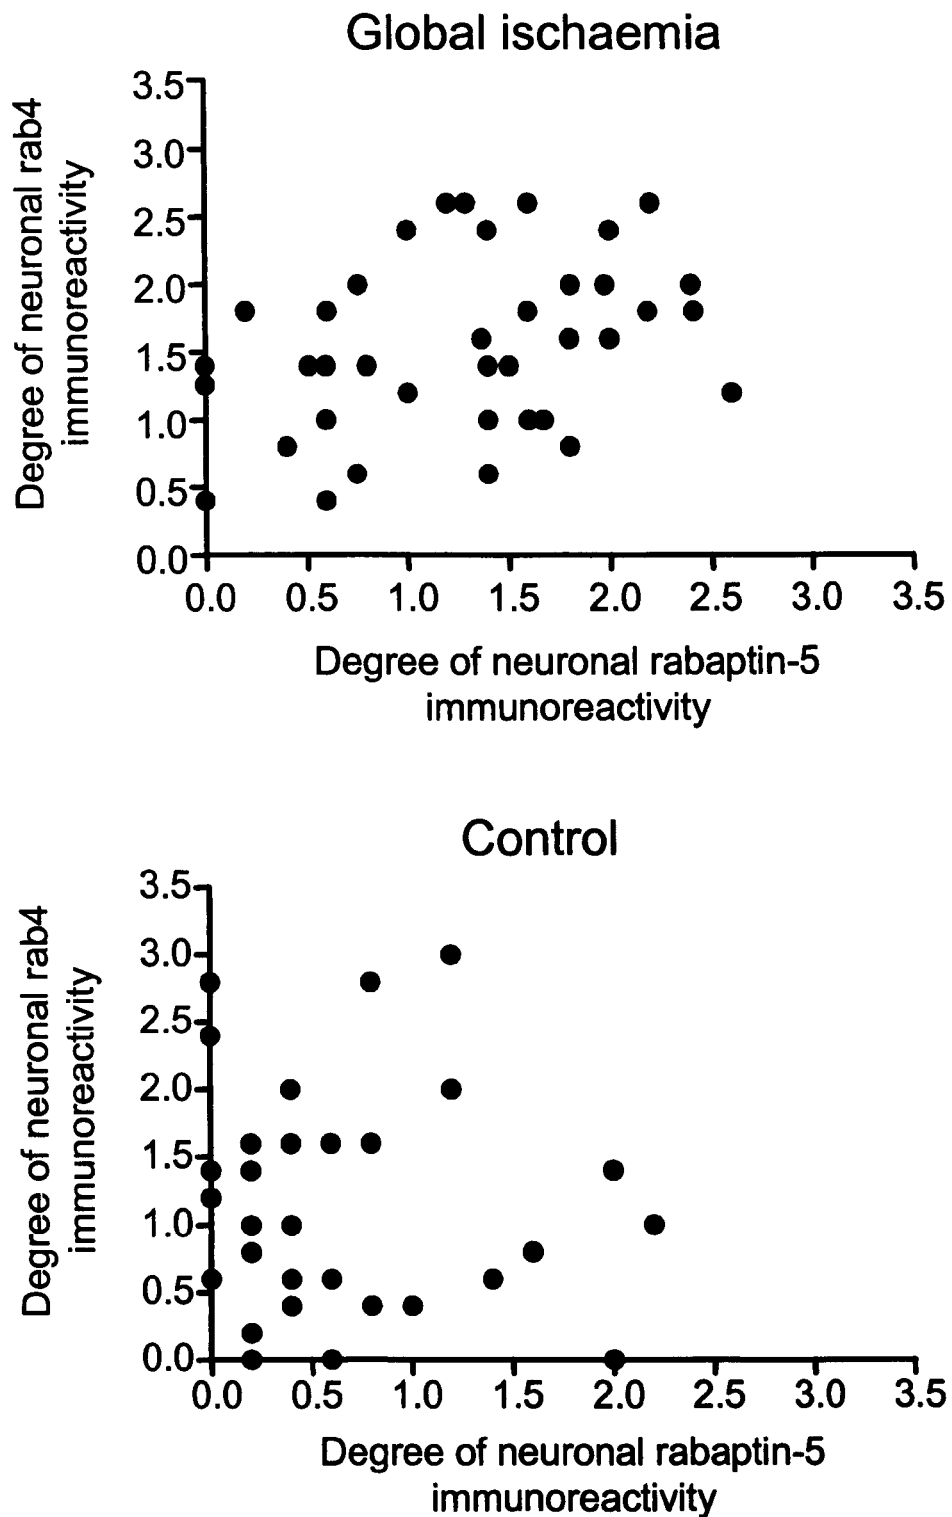 Global ischaemia
Degree of neuronal rab4
immunoreactivity
3.5
3.0
2.5
2.0
1.5
1.0
0.5
0.0
0.0 0.5 1.0 1.5 2.0 2.5 3.0 3.5
Degree of neuronal rabaptin-5
immunoreactivity
Control
Degree of neuronal rab4
immunoreactivity
3.5
3.0
2.5
2.0
1.5
1.0
0.5
0.0
0.0 0.5 1.0 1.5 2.0 2.5 3.0 3.5
Degree of neuronal rabaptin-5
immunoreactivity